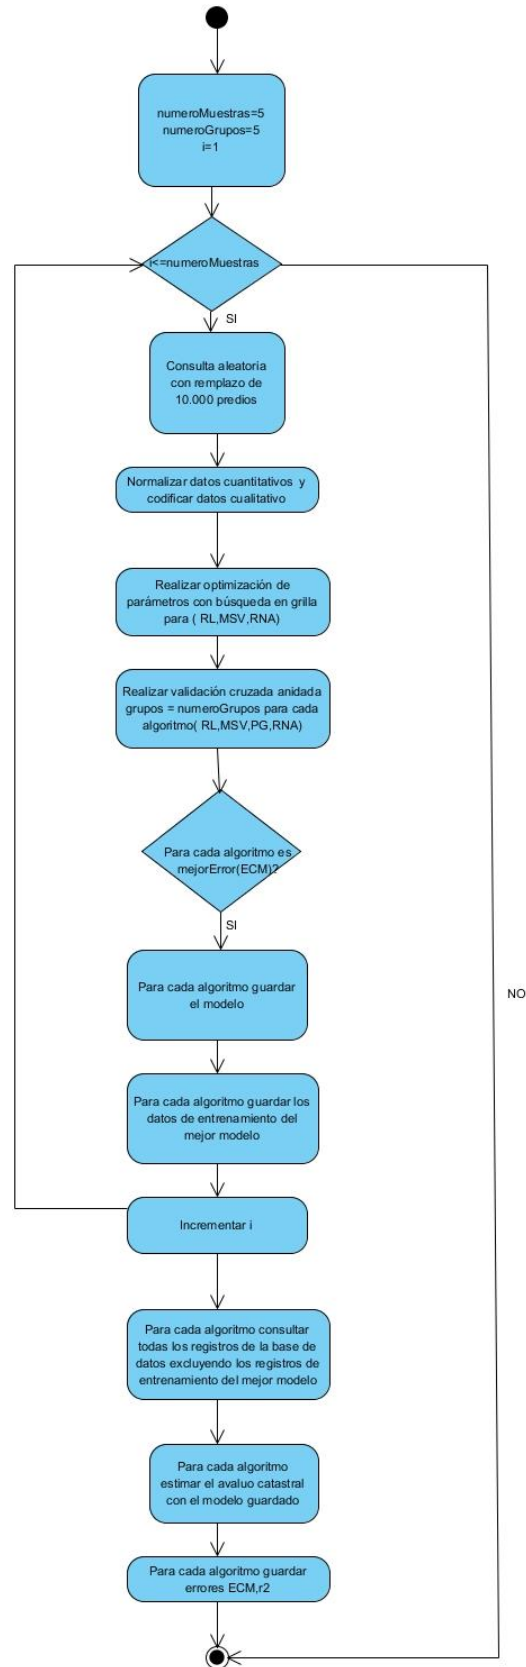 numeroMuestras=5
numeroGrupos=5
i=1
i<=numeroMuestras
SI
Consulta aleatoria
con remplazo de
10.000 predios
Normalizar datos cuantitativos y
codificar datos cualitativo
Realizar optimización de
parámetros con búsqueda en grilla
para ( RL,MSV,RNA)
Realizar validación cruzada anidada
grupos = numeroGrupos para cada
algoritmo( RL,MSV,PG,RNA)
Para cada algoritmo es
mejorError(ECM)?
SI
Para cada algoritmo guardar
el modelo
NO
Para cada algoritmo guardar los
datos de entrenamiento del
mejor modelo
Incrementar i
Para cada algoritmo consultar
todas los registros de la base de
datos excluyendo los registros de
entrenamiento del mejor modelo
Para cada algoritmo
estimar el avaluo catastral
con el modelo guardado
Para cada algoritmo guardar
errores ECM,r2